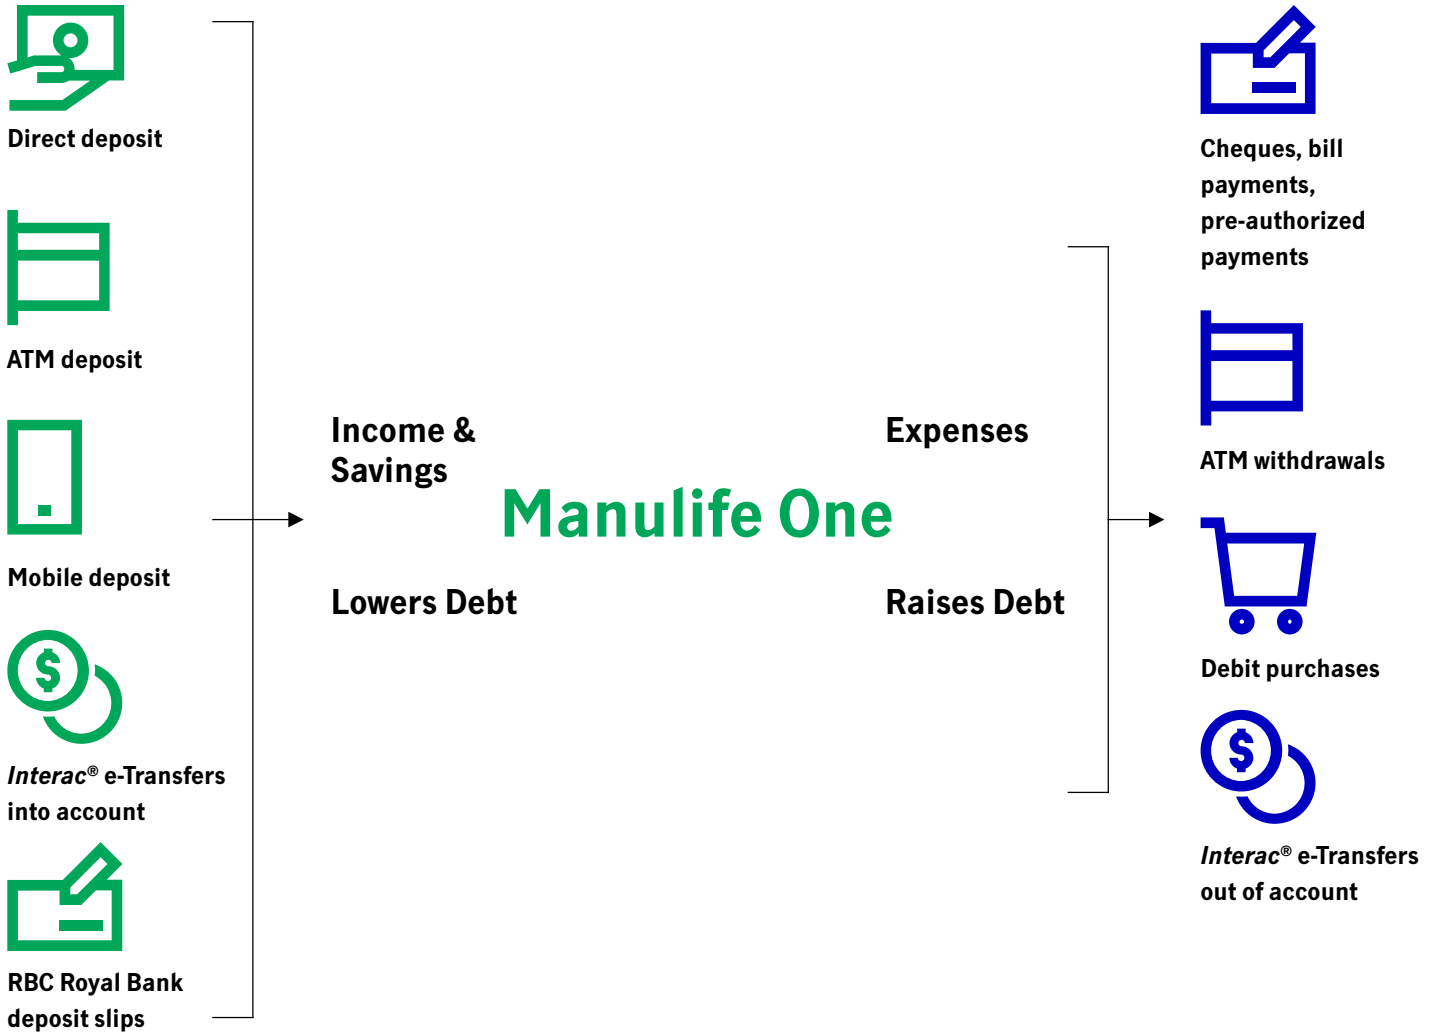 Direct deposit
ATM deposit
Mobile deposit
Interac® e-Transfers
into account
RBC Royal Bank
deposit slips
Income &
Savings
Lowers Debt
Manulife One
Expenses
Raises Debt
Cheques, bill
payments,
pre-authorized
payments
ATM withdrawals
Debit purchases
Interac® e-Transfers
out of account